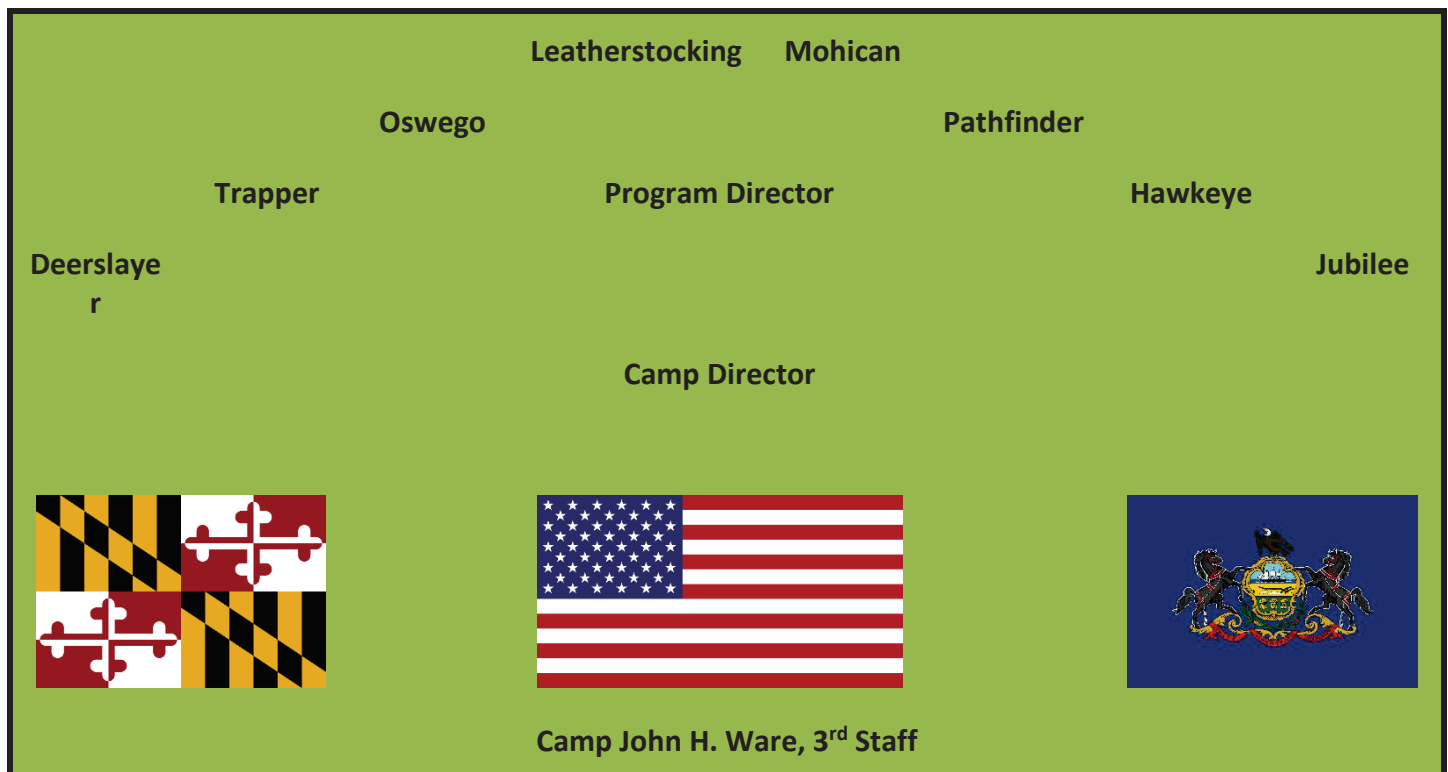 Leatherstocking Mohican
Oswego Pathfinder
Trapper Program Director Hawkeye
Deerslaye Jubilee
r
Camp Director
Camp John H. Ware, 3rd Staff